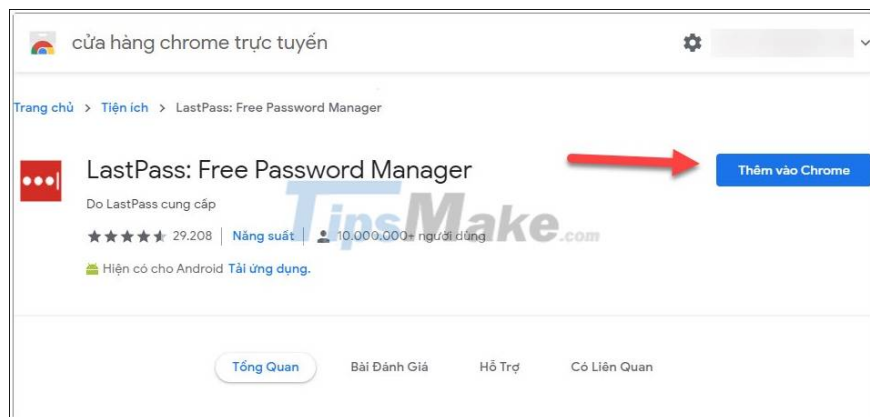 cửa hàng chrome trực tuyến
Trang chủ > Tiện ích > LastPass: Free Password Manager
LastPass: Free Password Manager
Thêm vào Chrome
Do LastPass cung cấp
29.208 | Năng suất | 10.000.000+ người dùng
TipsMake.com
Hiện có cho Android Tải ứng dụng.
Tổng Quan Bài Đánh Giá Hỗ Trợ Có Liên Quan